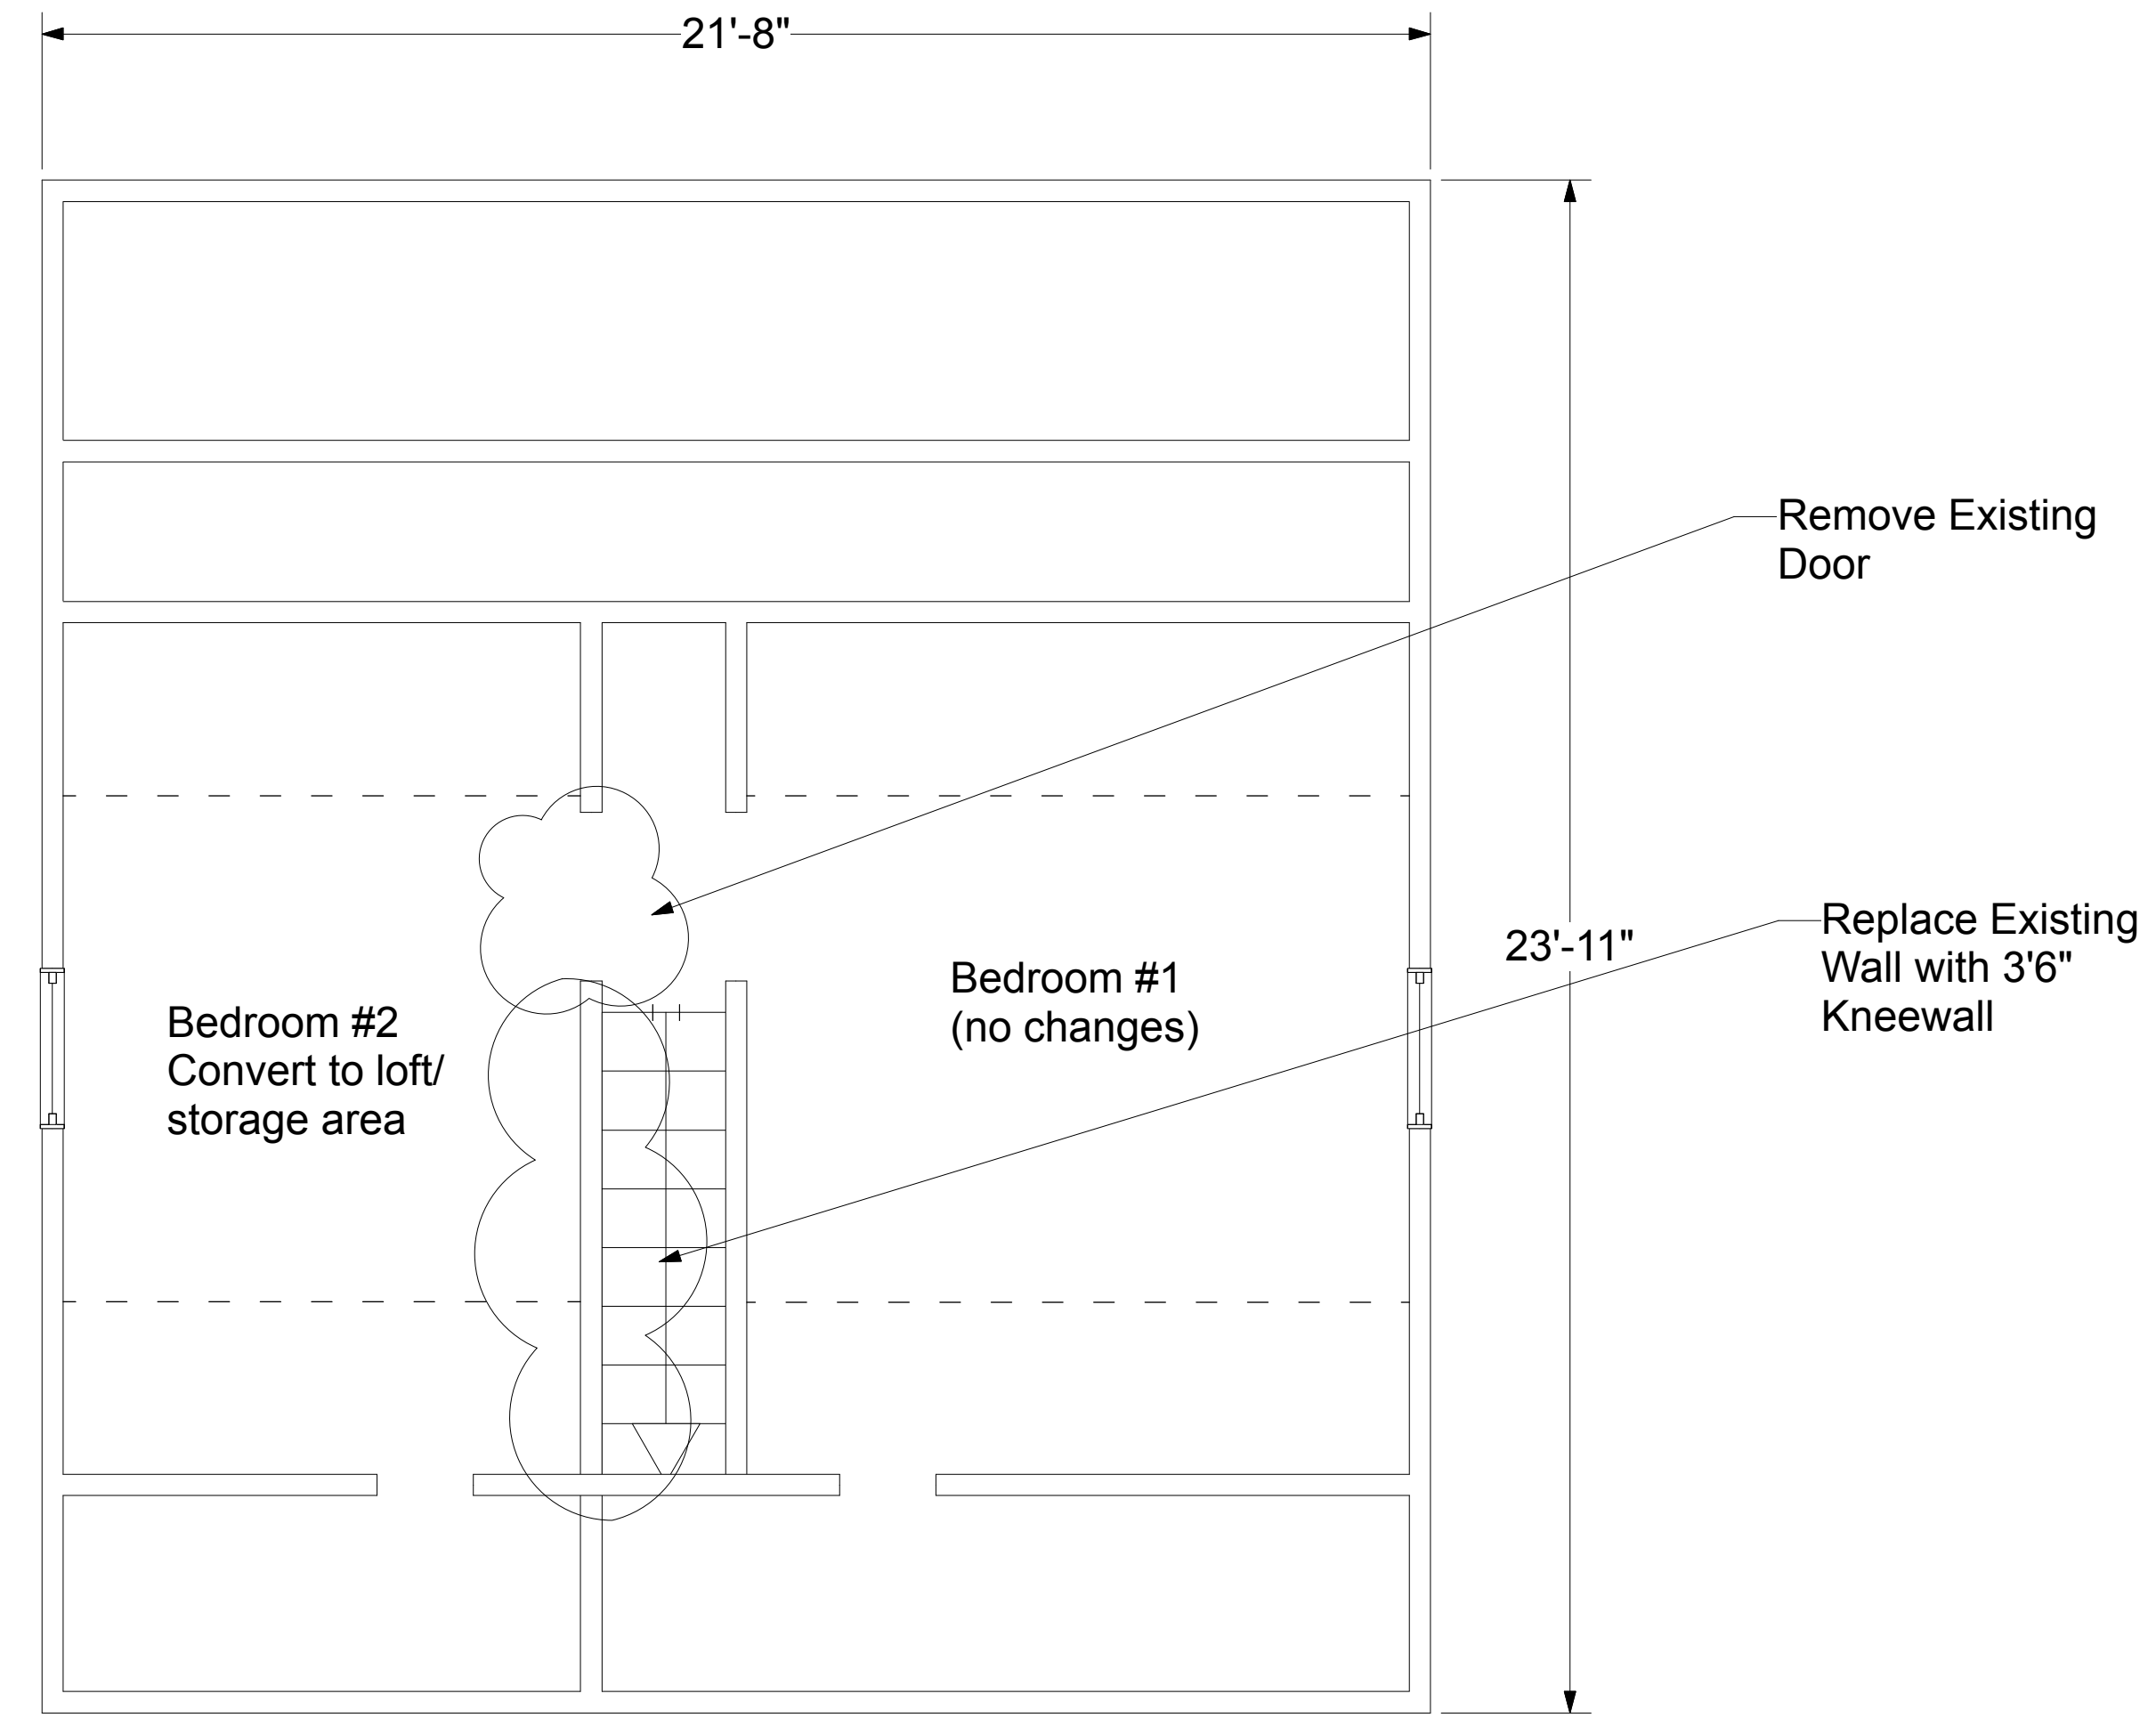 21'-8"
Remove Existing
Door
Replace Existing
Wall with 3'6"
Kneewall
23'-11"
Bedroom #1
(no changes)
Bedroom #2
Convert to loft/
storage area